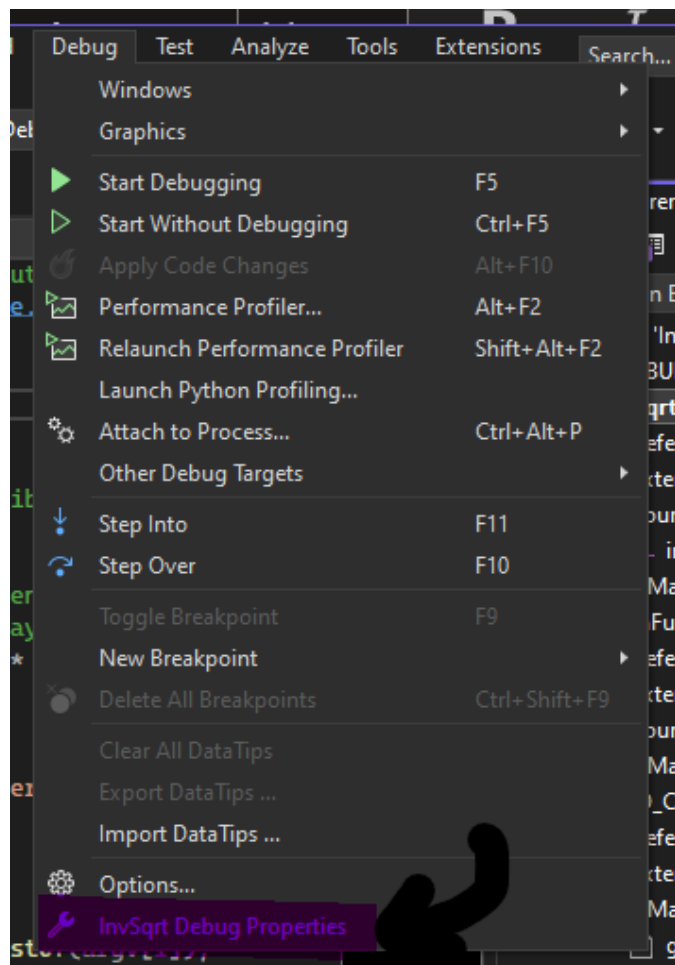 Debug Test Analyze Tools Extensions Search...
Windows
Graphics
Start Debugging F5
Start Without Debugging Ctrl+F5
Apply Code Changes Alt+F10
Performance Profiler... Alt+F2
Relaunch Performance Profiler Shift+Alt+F2
Launch Python Profiling...
Attach to Process... Ctrl+Alt+P
Other Debug Targets
Step Into F11
Step Over F10
Toggle Breakpoint F9
New Breakpoint
Delete All Breakpoints Ctrl+Shift+F9
Clear All DataTips
Export DataTips ...
Import DataTips ...
Options...
InvSqrt Debug Properties